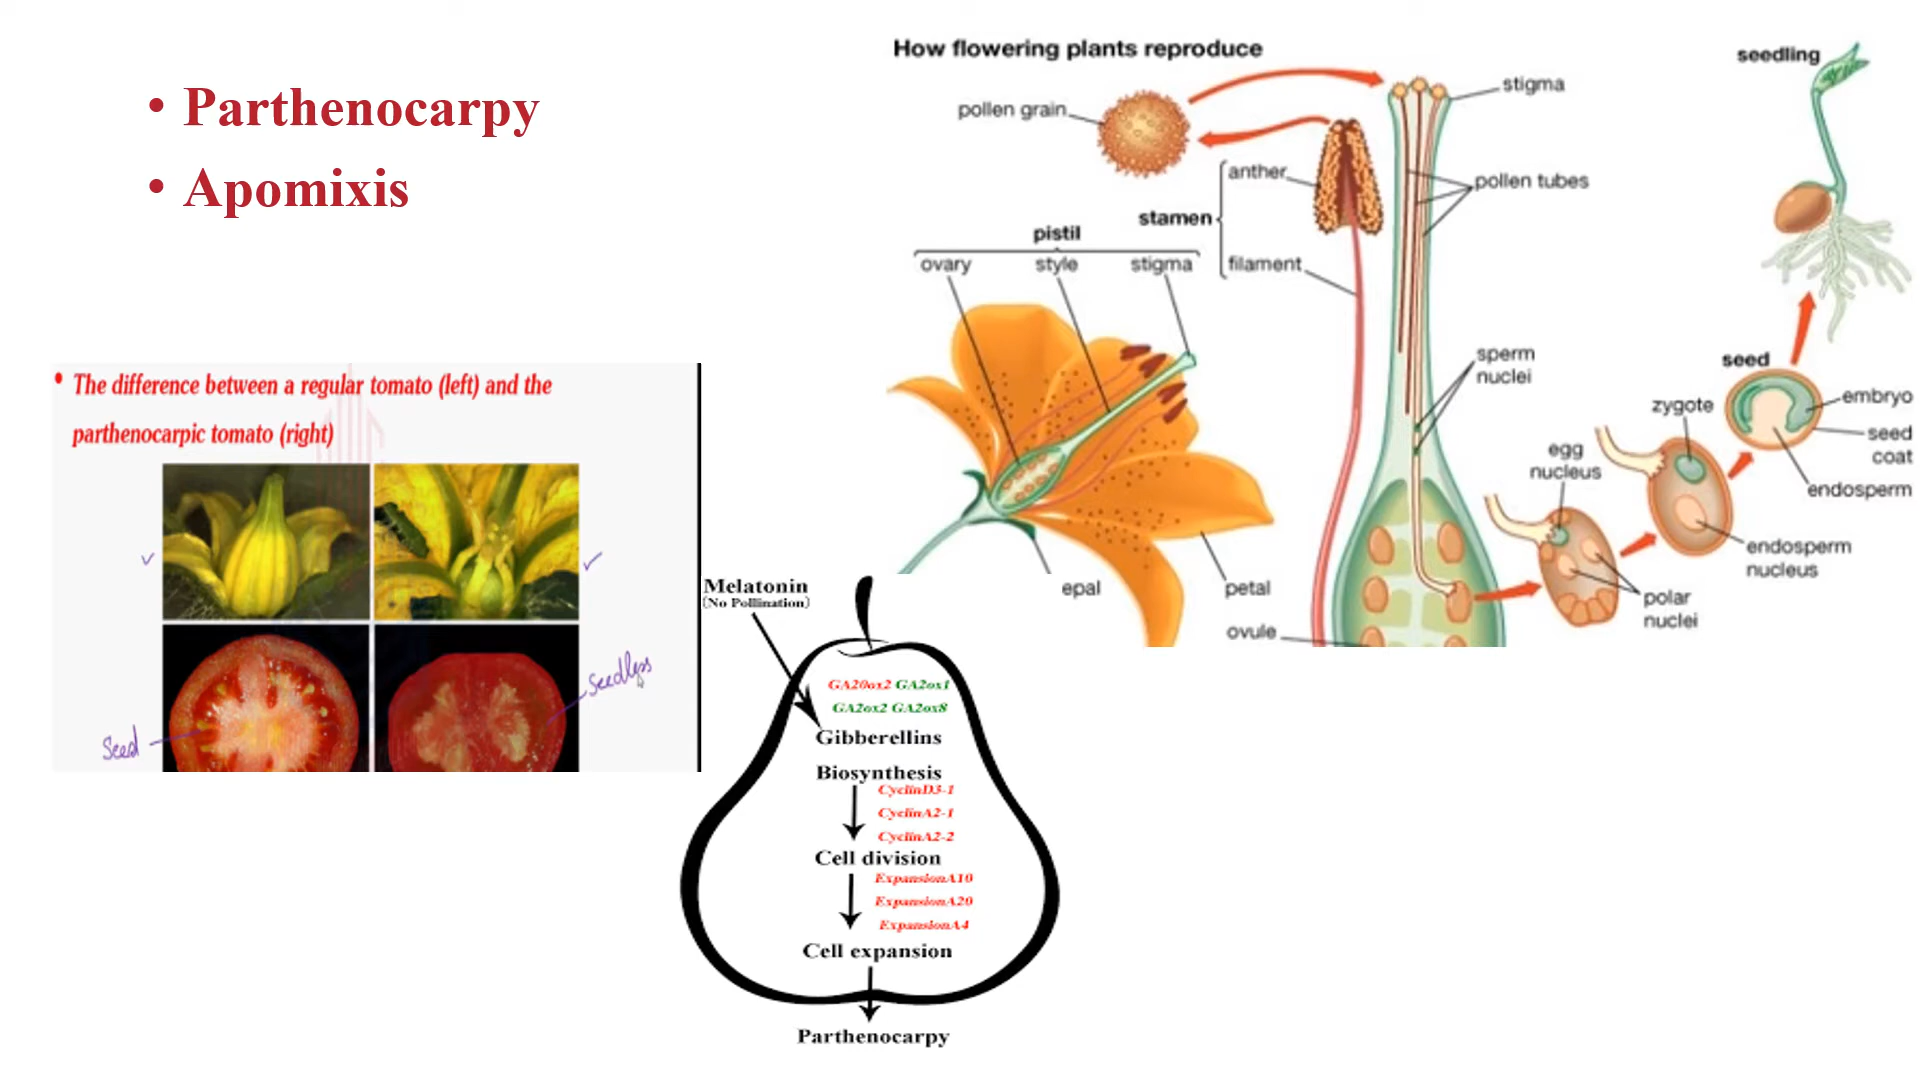 • Parthenocarpy
• Apomixis
• The difference between a regular tomato (left) and the
parthenocarpic tomato (right)
Seed
Seedless
How flowering plants reproduce
pollen grain
stigma
seedling
anther
stamen
filament
pollen tubes
pistil
ovary
style
stigma
sperm
nuclei
seed
embryo
seed
coat
endosperm
zygote
egg
nucleus
endosperm
nucleus
polar
nuclei
epal
petal
ovule
Melatonin
(No Pollination)
GA20ox2 GA2ox1
GA2ox2 GA2ox8
Gibberellins
Biosynthesis
CyclinD3-1
CyclinA2-1
CyclinA2-2
Cell division
ExpansionA10
ExpansionA20
ExpansionA4
Cell expansion
Parthenocarpy